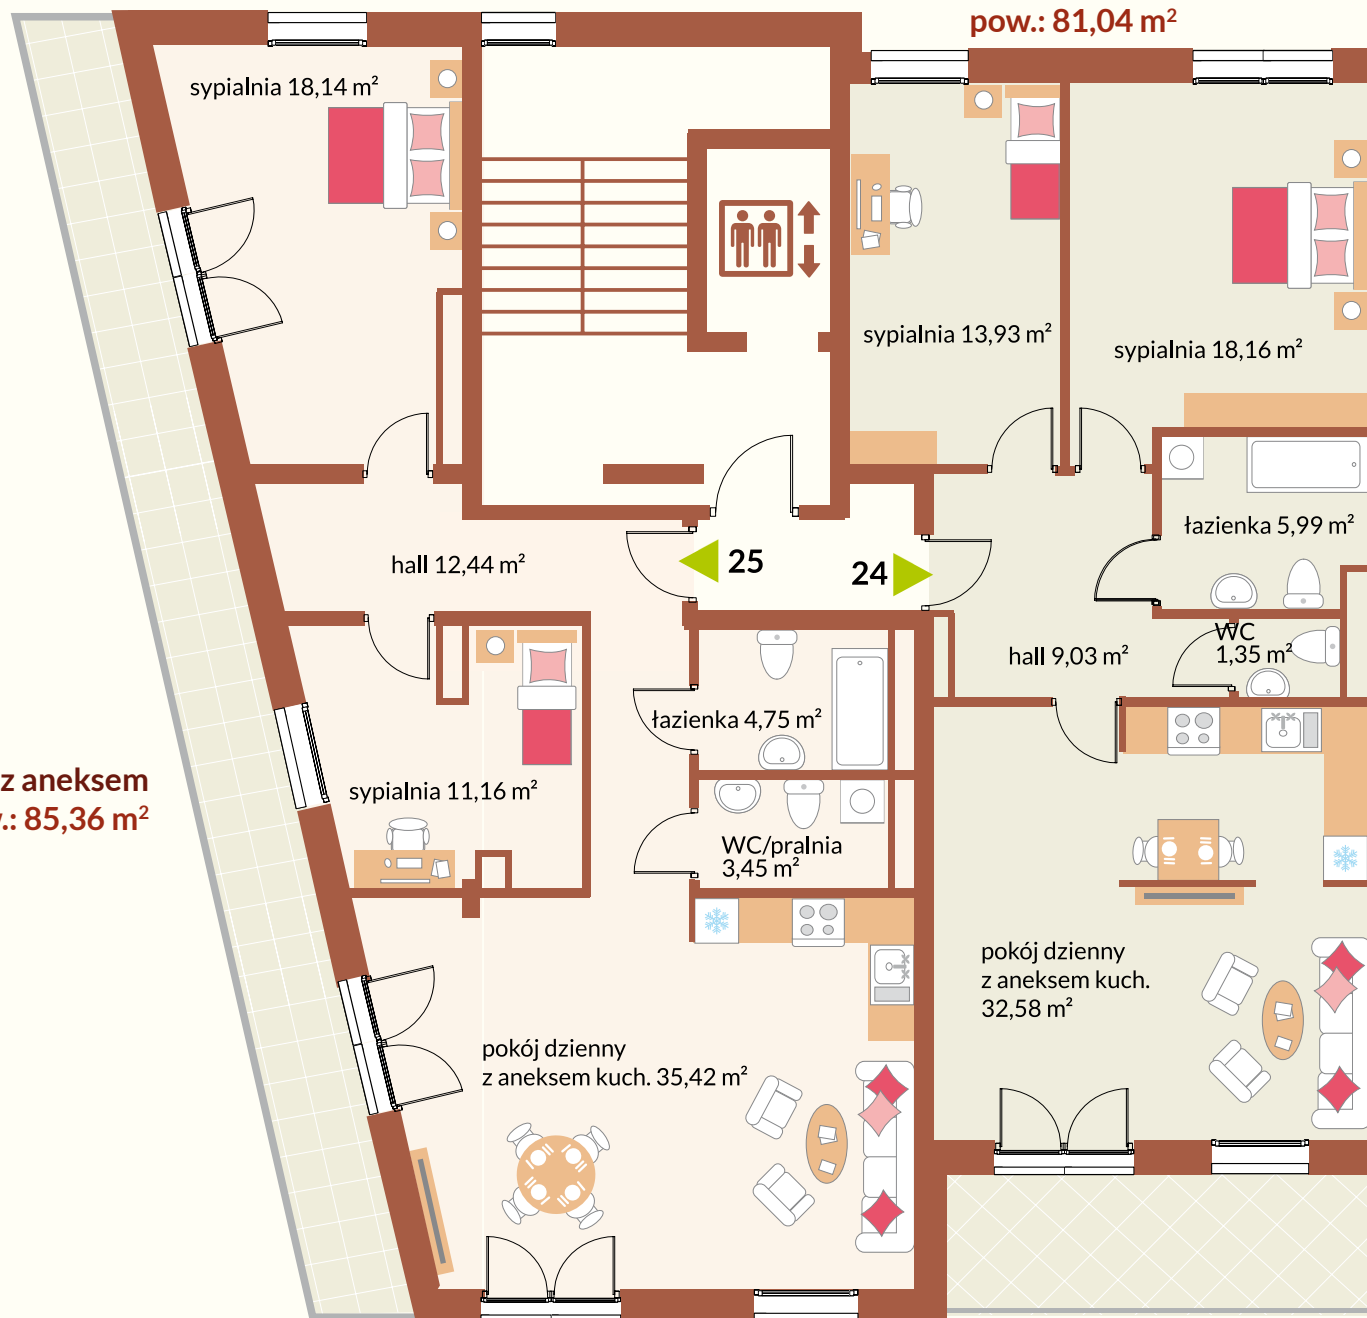 pow.: 81,04 m²
sypialnia 18,14 m²
sypialnia 13,93 m²
sypialnia 18,16 m²
łazienka 5,99 m²
hall 12,44 m²
25
24
WC
1,35 m²
hall 9,03 m²
łazienka 4,75 m²
z aneksem
.: 85,36 m²
sypialnia 11,16 m²
WC/pralnia
3,45 m²
pokój dzienny
z aneksem kuch.
32,58 m²
pokój dzienny
z aneksem kuch. 35,42 m²